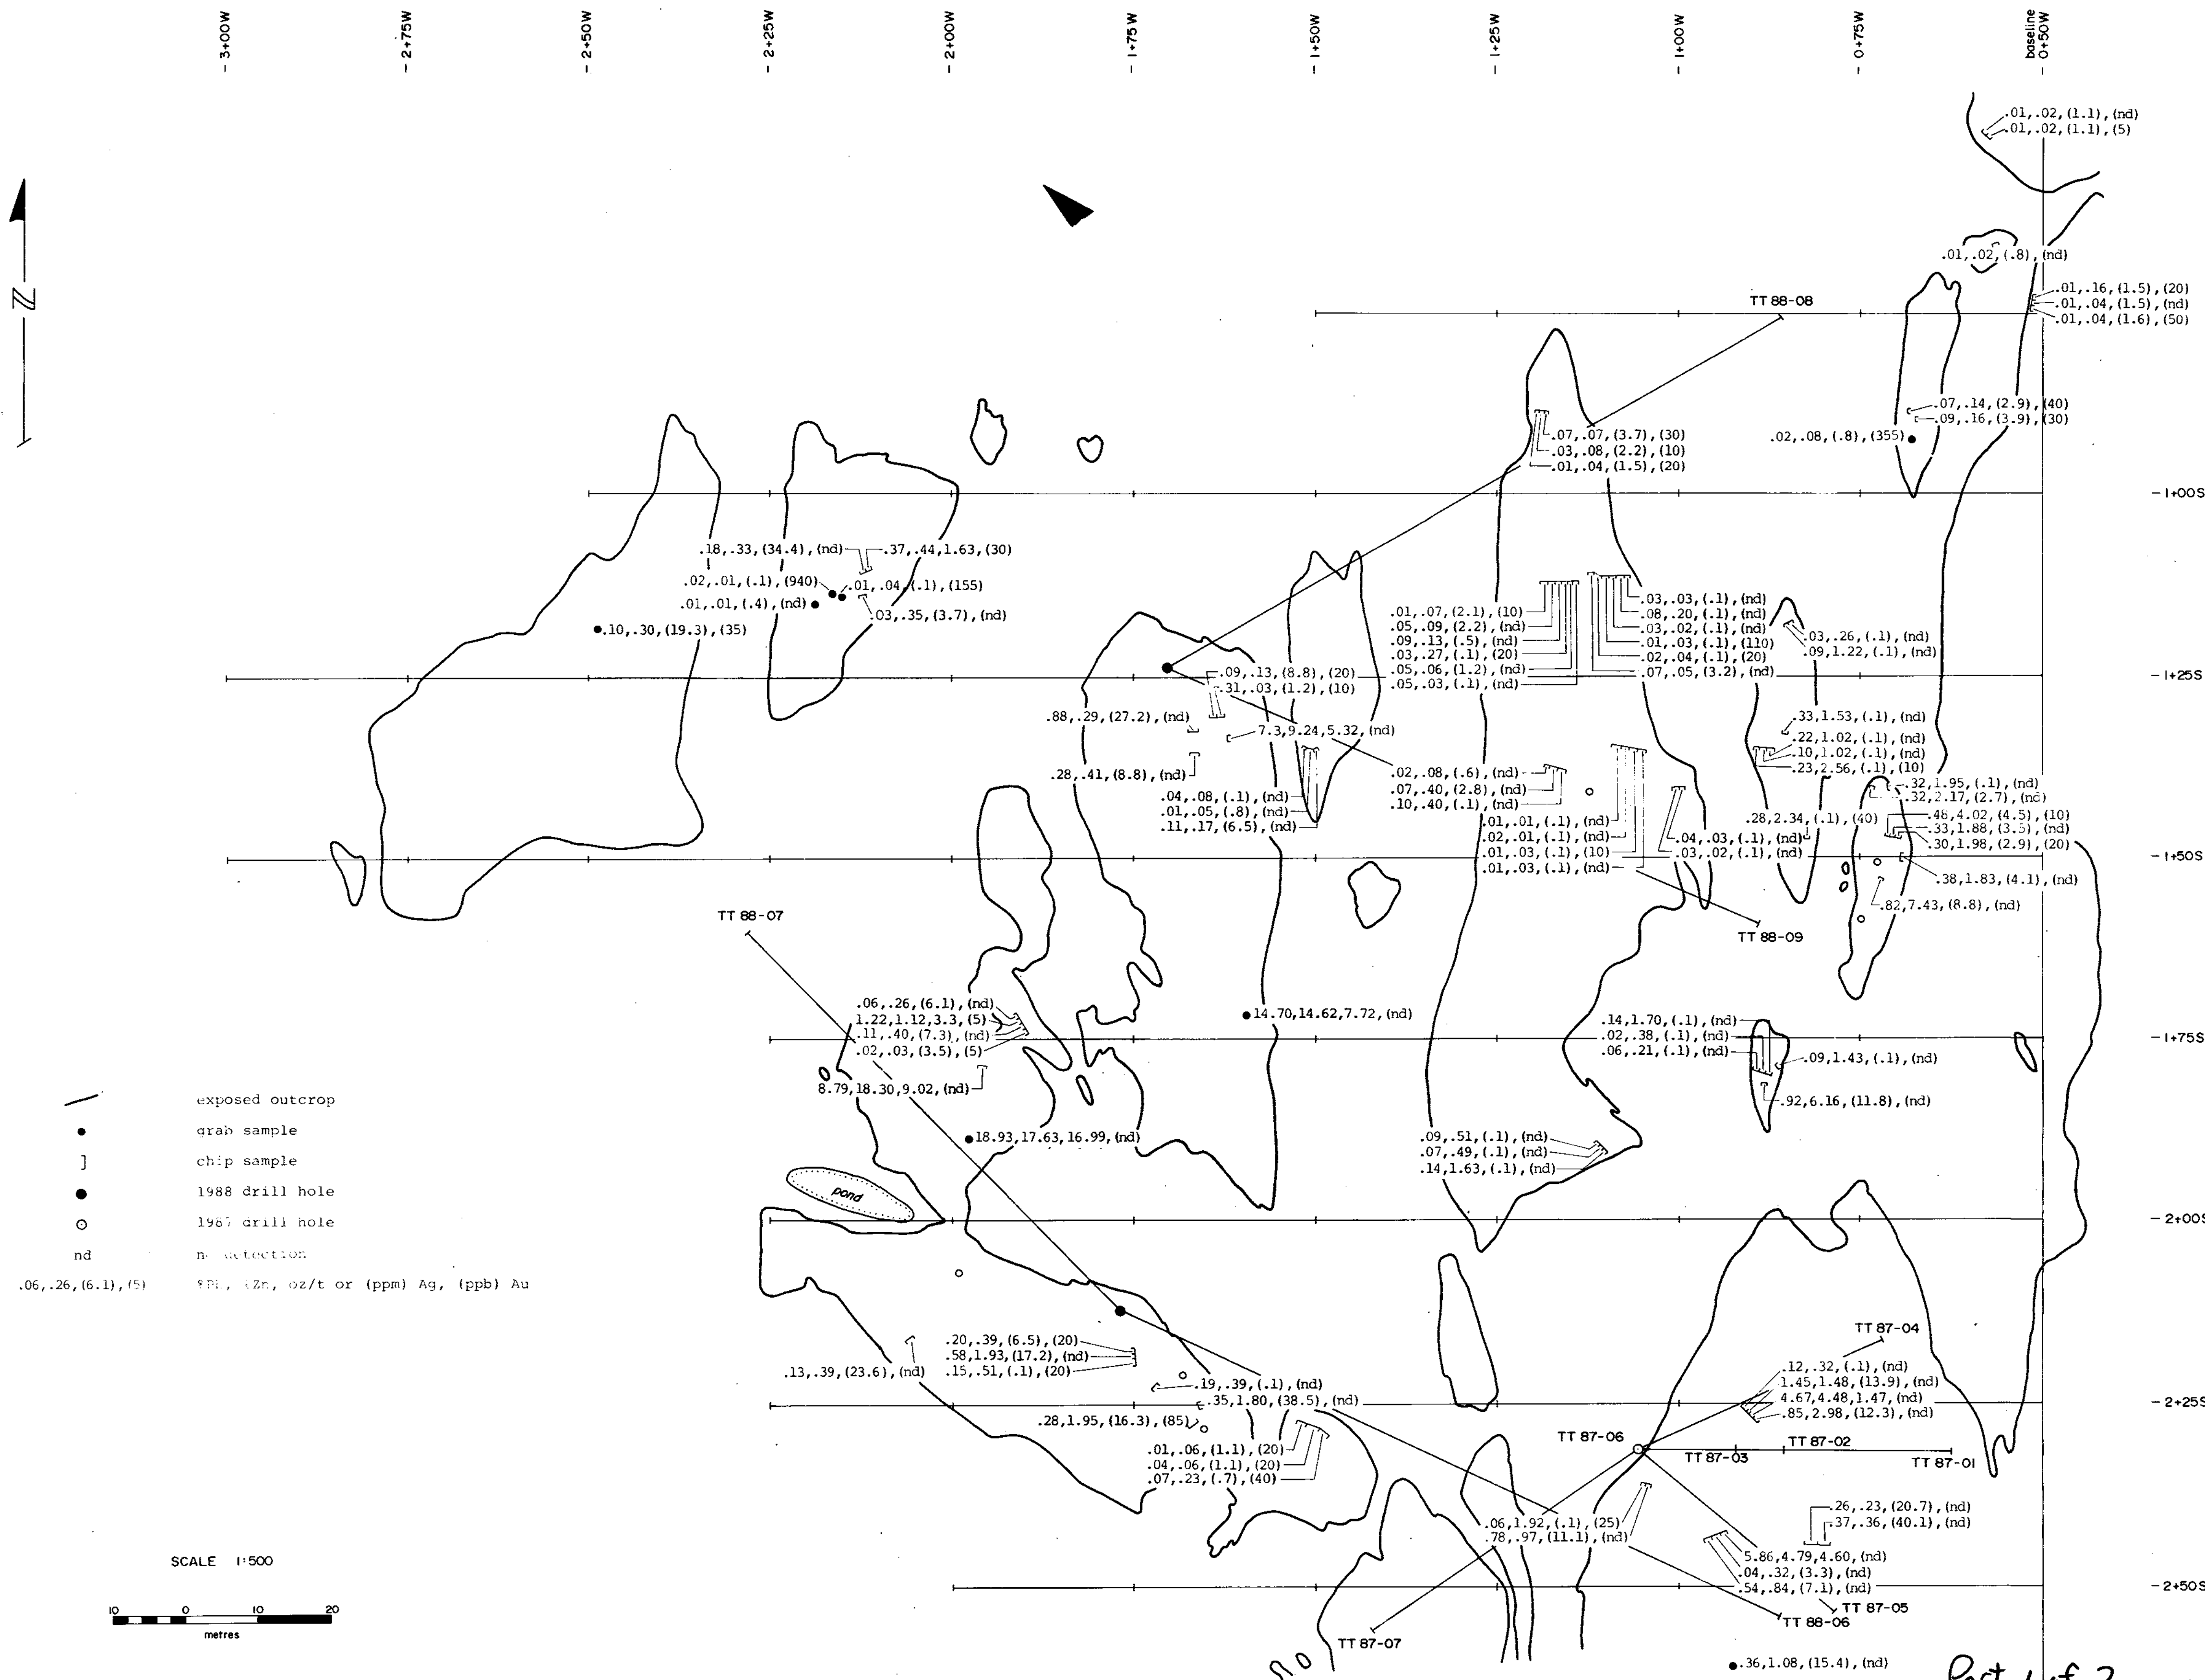 3+00W
2+75W
2+50W
2+25W
2+00W
1+75W
1+50W
1+25W
1+00W
0+75W
baseline
0+50W
.01,.02,(1.1),(nd)
.01,.02,(1.1),(5)
N
.01,.02,(.8),(nd)
TT 88-08
.01,.16,(1.5),(20)
.01,.04,(1.5),(nd)
.01,.04,(1.6),(50)
.07,.14,(2.9),(40)
.09,.16,(3.9),(30)
.02,.08,(.8),(355)
.07,.07,(3.7),(30)
.03,.08,(2.2),(10)
.01,.04,(1.5),(20)
1+00S
.18,.33,(34.4),(nd)
.37,.44,1.63,(30)
.02,.01,(.1),(940)
.01,.04,(.1),(155)
.01,.01,(.4),(nd)
.03,.35,(3.7),(nd)
.10,.30,(19.3),(35)
.01,.07,(2.1),(10)
.05,.09,(2.2),(nd)
.09,.13,(.5),(nd)
.03,.27,(.1),(20)
.05,.06,(1.2),(nd)
.05,.03,(.1),(nd)
.03,.03,(.1),(nd)
.08,.20,(.1),(nd)
.03,.02,(.1),(nd)
.01,.03,(.1),(110)
.02,.04,(.1),(20)
.07,.05,(3.2),(nd)
.03,.26,(.1),(nd)
.09,1.22,(.1),(nd)
1+25S
.09,.13,(8.8),(20)
.31,.03,(1.2),(10)
.88,.29,(27.2),(nd)
7.3,9.24,5.32,(nd)
.28,.41,(8.8),(nd)
.04,.08,(.1),(nd)
.01,.05,(.8),(nd)
.11,.17,(6.5),(nd)
.02,.08,(.6),(nd)
.07,.40,(2.8),(nd)
.10,.40,(.1),(nd)
.01,.01,(.1),(nd)
.02,.01,(.1),(nd)
.01,.03,(.1),(10)
.01,.03,(.1),(nd)
.04,.03,(.1),(nd)
.03,.02,(.1),(nd)
.33,1.53,(.1),(nd)
.22,1.02,(.1),(nd)
.10,1.02,(.1),(nd)
.23,2.56,(.1),(10)
.32,1.95,(.1),(nd)
.32,2.17,(2.7),(nd)
.28,2.34,(.1),(40)
.48,4.02,(4.5),(10)
.33,1.88,(3.5),(nd)
.30,1.98,(2.9),(20)
1+50S
.38,1.83,(4.1),(nd)
.82,7.43,(8.8),(nd)
TT 88-07
TT 88-09
.06,.26,(6.1),(nd)
1.22,1.12,3.3,(5)
.11,.40,(7.3),(nd)
.02,.03,(3.5),(5)
8.79,18.30,9.02,(nd)
14.70,14.62,7.72,(nd)
.14,1.70,(.1),(nd)
.02,.38,(.1),(nd)
.06,.21,(.1),(nd)
1+75S
.09,1.43,(.1),(nd)
.92,6.16,(11.8),(nd)
18.93,17.63,16.99,(nd)
.09,.51,(.1),(nd)
.07,.49,(.1),(nd)
.14,1.63,(.1),(nd)
pond
exposed outcrop
grab sample
chip sample
1988 drill hole
1987 drill hole
nd
.06,.26,(6.1),(5) oz/t or (ppm) Ag, (ppb) Au
2+00S
.20,.39,(6.5),(20)
.58,1.93,(17.2),(nd)
.15,.51,(.1),(20)
.13,.39,(23.6),(nd)
.19,.39,(.1),(nd)
.35,1.80,(38.5),(nd)
.28,1.95,(16.3),(85)
.01,.06,(1.1),(20)
.04,.06,(1.1),(20)
.07,.23,(.7),(40)
TT 87-04
.12,.32,(.1),(nd)
1.45,1.48,(13.9),(nd)
4.67,4.48,1.47,(nd)
.85,2.98,(12.3),(nd)
2+25S
TT 87-06
TT 87-02
TT 87-03
TT 87-01
.26,.23,(20.7),(nd)
.37,.36,(40.1),(nd)
.06,1.92,(.1),(25)
.78,.97,(11.1),(nd)
5.86,4.79,4.60,(nd)
.04,.32,(3.3),(nd)
.54,.84,(7.1),(nd)
2+50S
TT 87-05
TT 88-06
TT 87-07
SCALE 1:500
10 0 10 20
metres
.36,1.08,(15.4),(nd)
Part 1 of 2